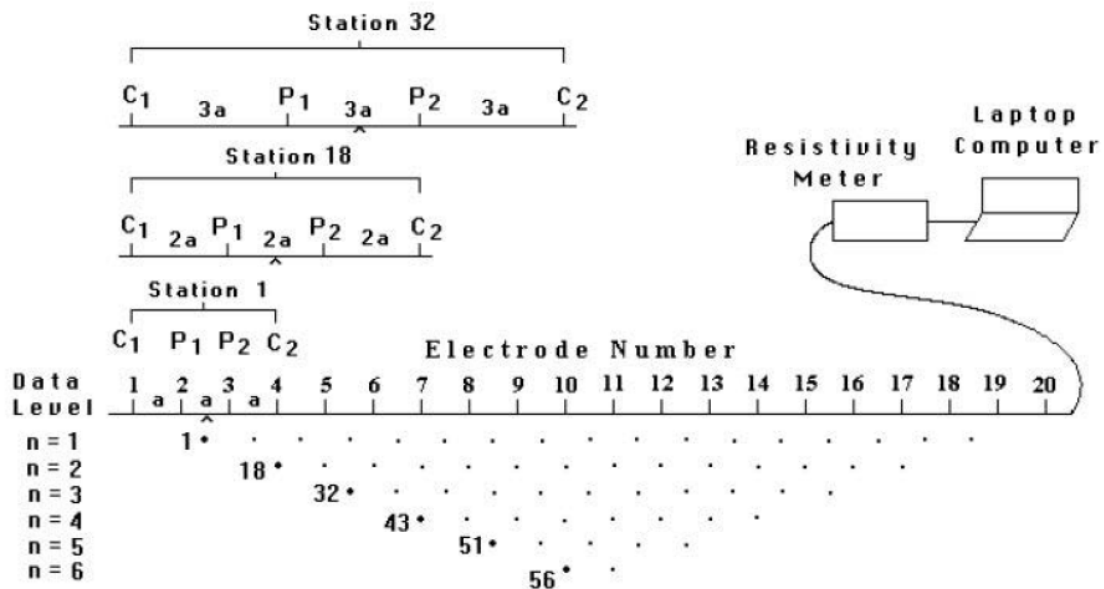 Station 32
C1 3a P1 3a P2 3a C2
Station 18
C1 2a P1 2a P2 2a C2
Station 1
C1 P1 P2 C2
Resistivity Meter
Laptop Computer
Electrode Number
Data Level
1 2 3 4 5 6 7 8 9 10 11 12 13 14 15 16 17 18 19 20
a a a
n = 1 1
n = 2 18
n = 3 32
n = 4 43
n = 5 51
n = 6 56